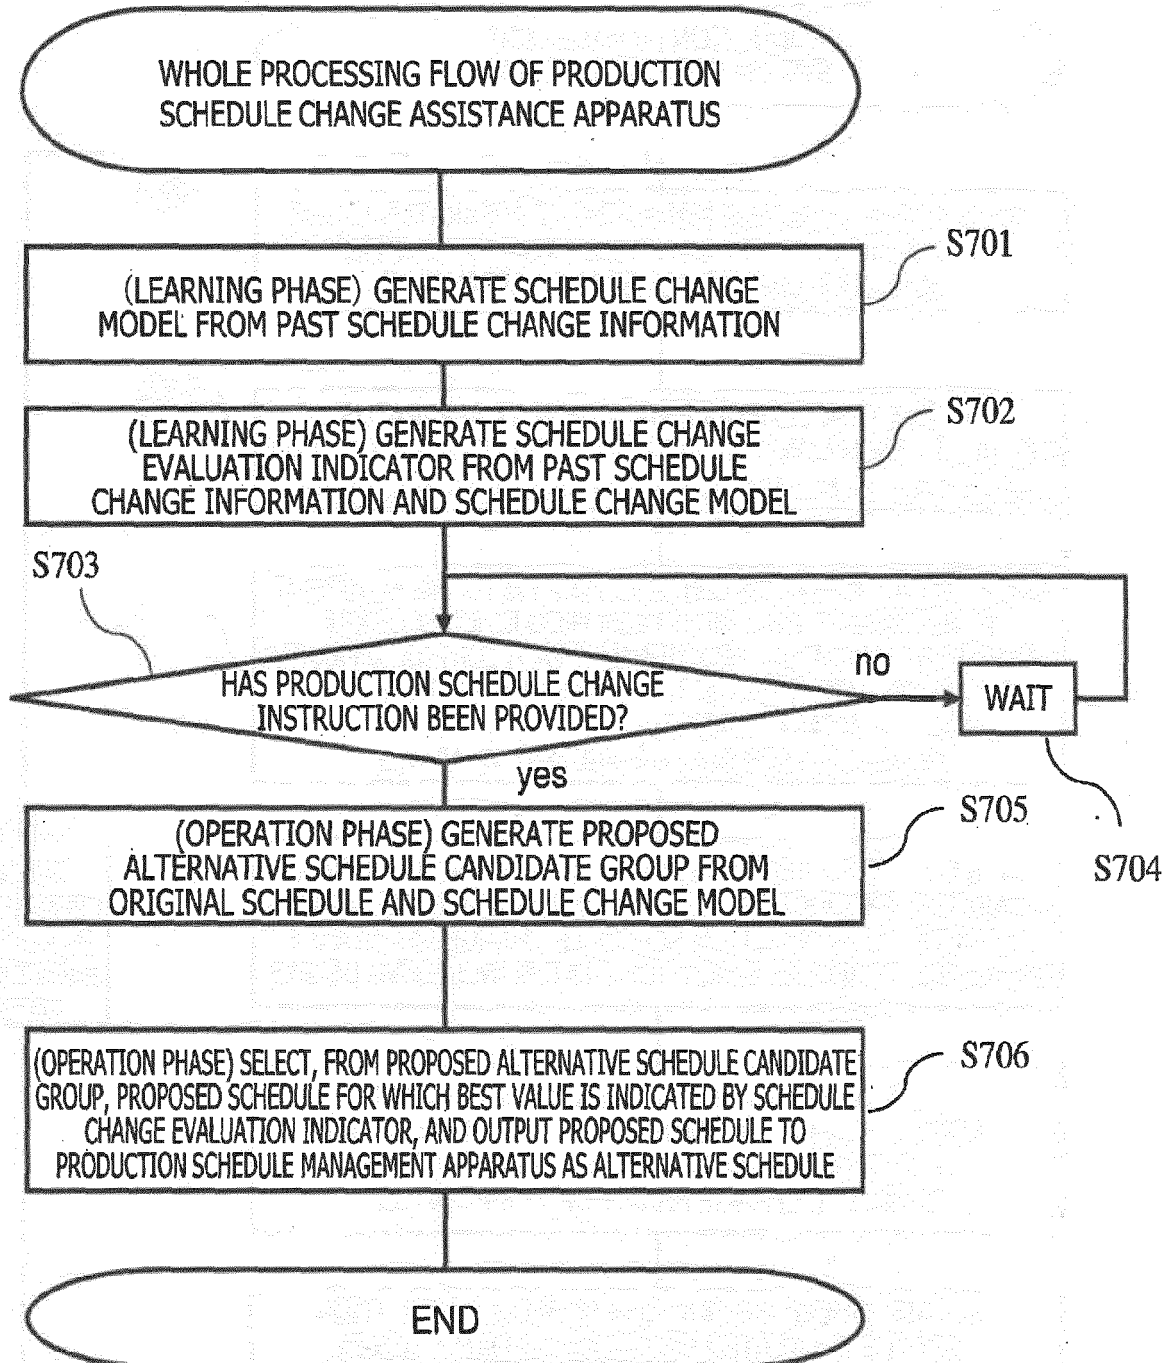 WHOLE PROCESSING FLOW OF PRODUCTION
SCHEDULE CHANGE ASSISTANCE APPARATUS
S701
(LEARNING PHASE) GENERATE SCHEDULE CHANGE
MODEL FROM PAST SCHEDULE CHANGE INFORMATION
S702
(LEARNING PHASE) GENERATE SCHEDULE CHANGE
EVALUATION INDICATOR FROM PAST SCHEDULE
CHANGE INFORMATION AND SCHEDULE CHANGE MODEL
S703
HAS PRODUCTION SCHEDULE CHANGE
INSTRUCTION BEEN PROVIDED?
no
WAIT
S704
yes
S705
(OPERATION PHASE) GENERATE PROPOSED
ALTERNATIVE SCHEDULE CANDIDATE GROUP FROM
ORIGINAL SCHEDULE AND SCHEDULE CHANGE MODEL
S706
(OPERATION PHASE) SELECT, FROM PROPOSED ALTERNATIVE SCHEDULE CANDIDATE
GROUP, PROPOSED SCHEDULE FOR WHICH BEST VALUE IS INDICATED BY SCHEDULE
CHANGE EVALUATION INDICATOR, AND OUTPUT PROPOSED SCHEDULE TO
PRODUCTION SCHEDULE MANAGEMENT APPARATUS AS ALTERNATIVE SCHEDULE
END